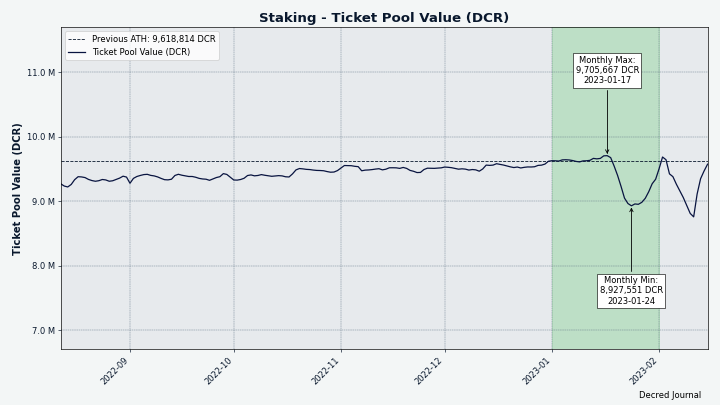 Staking - Ticket Pool Value (DCR)
Previous ATH: 9,618,814 DCR
Ticket Pool Value (DCR)
Ticket Pool Value (DCR)
11.0 M
10.0 M
9.0 M
8.0 M
7.0 M
Monthly Max:
9,705,667 DCR
2023-01-17
Monthly Min:
8,927,551 DCR
2023-01-24
2022-09
2022-10
2022-11
2022-12
2023-01
2023-02
Decred Journal